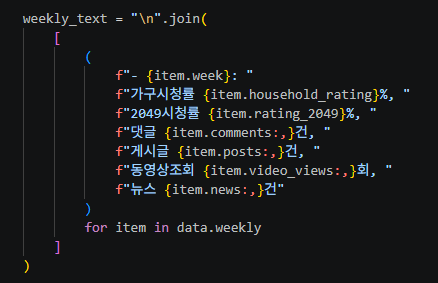 weekly_text = "\n".join(
[
(
f"- {item.week}: "
f"가구시청률 {item.household_rating}%, "
f"2049시청률 {item.rating_2049}%, "
f"댓글 {item.comments:,}건, "
f"게시글 {item.posts:,}건, "
f"동영상조회 {item.video_views:,}회, "
f"뉴스 {item.news:,}건"
)
for item in data.weekly
]
)